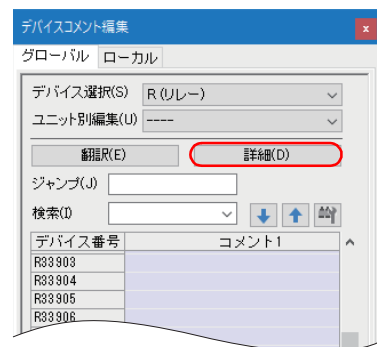 デバイスコメント編集 x
グローバル ローカル
デバイス選択(S) R (リレー)
ユニット別編集(U) ----
翻訳(E) 詳細(D)
ジャンプ(J)
検索(I)
デバイス番号 コメント1
R33903
R33904
R33905
R33906